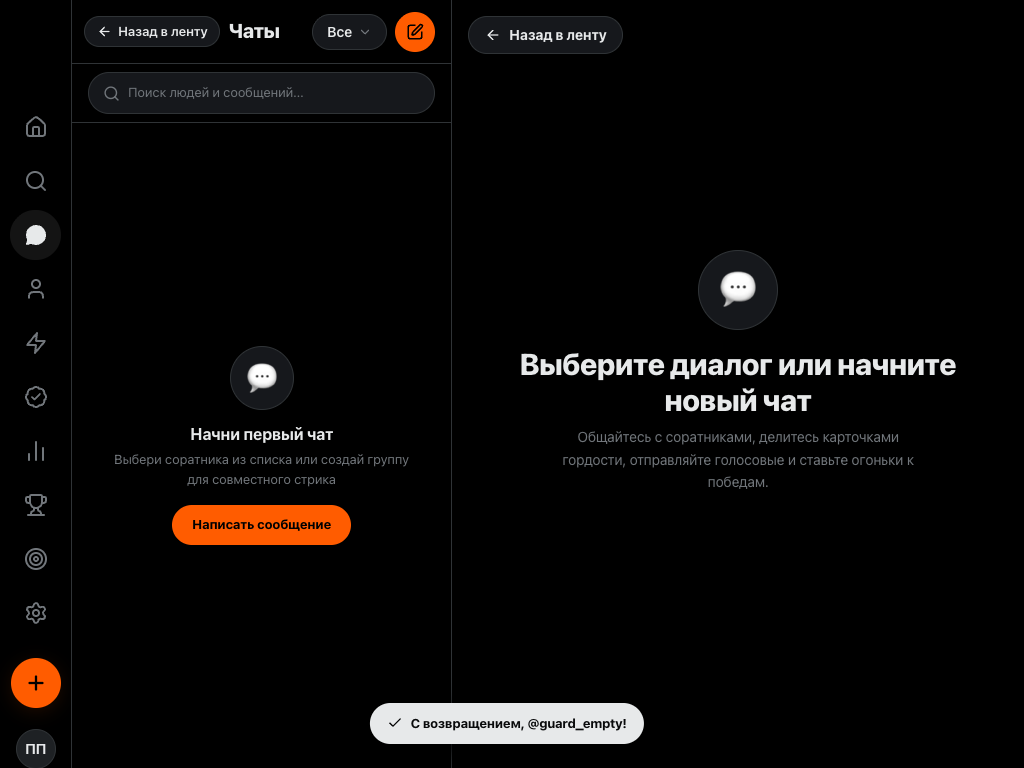 Назад в ленту
Чаты
Все
Поиск людей и сообщений...
Начни первый чат
Выбери соратника из списка или создай группу
для совместного стрика
Написать сообщение
Назад в ленту
Выберите диалог или начните
новый чат
Общайтесь с соратниками, делитесь карточками
гордости, отправляйте голосовые и ставьте огоньки к
победам.
С возвращением, @guard_empty!
ПП